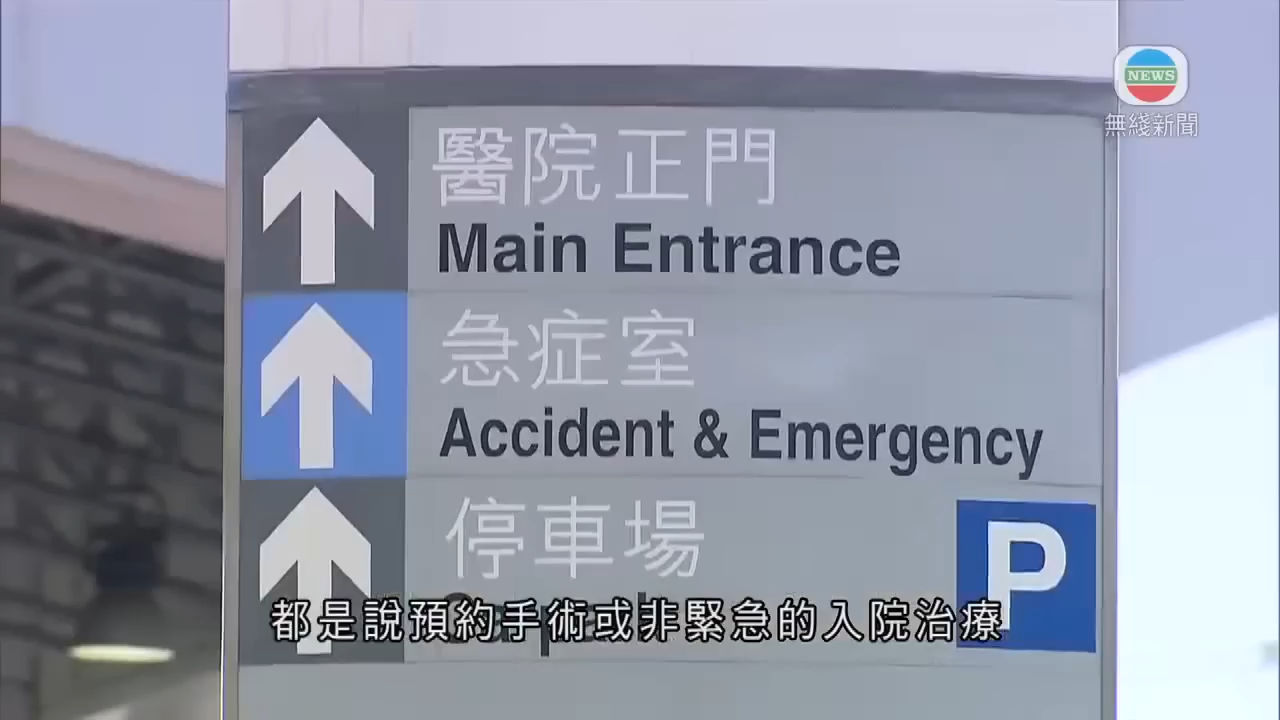 NEWS
無綫新聞
醫院正門
Main Entrance
急症室
Accident & Emergency
停車場
P
都是說預約手術或非緊急的入院治療